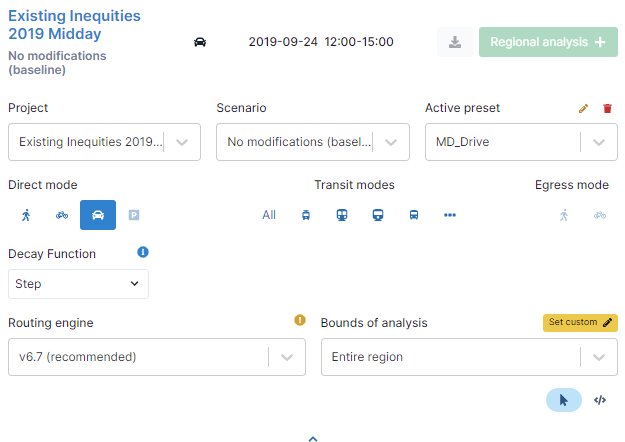 Existing Inequities
2019 Midday
No modifications
(baseline)
2019-09-24 12:00-15:00
Regional analysis +
Project
Scenario
Active preset
Existing Inequities 2019...
No modifications (basel...
MD_Drive
Direct mode
Transit modes
Egress mode
P
All
Decay Function
Step
Routing engine
Bounds of analysis
Set custom
v6.7 (recommended)
Entire region